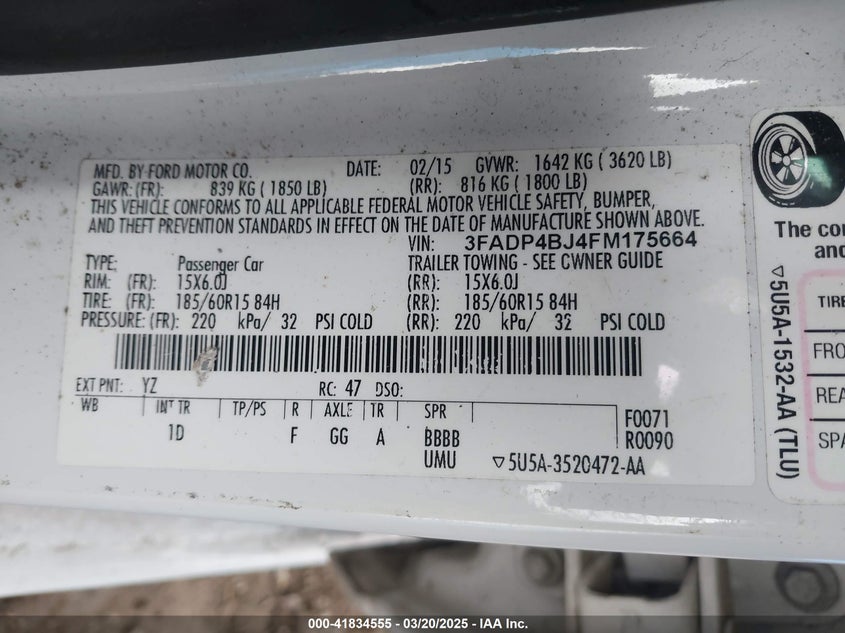 MFD. BY FORD MOTOR CO. DATE: 02/15 GVWR: 1642 KG ( 3620 LB)
GAWR: (FR): 839 KG ( 1850 LB) (RR): 816 KG ( 1800 LB)
THIS VEHICLE CONFORMS TO ALL APPLICABLE FEDERAL MOTOR VEHICLE SAFETY, BUMPER,
AND THEFT PREVENTION STANDARDS IN EFFECT ON THE DATE OF MANUFACTURE SHOWN ABOVE.
VIN: 3FADP4BJ4FM175664
TYPE: Passenger Car TRAILER TOWING - SEE OWNER GUIDE
RIM: (FR): 15X6.0J (RR): 15X6.0J
TIRE: (FR): 185/60R15 84H (RR): 185/60R15 84H
PRESSURE: (FR): 220 kPa/ 32 PSI COLD (RR): 220 kPa/ 32 PSI COLD
EXT PNT: YZ RC: 47 DSO:
WB INT TR TP/PS R AXLE TR SPR F0071
1D F GG A BBBB R0090
UMU ▽5U5A-3520472-AA
▽5U5A-1532-AA (TLU)
The
and
TIRE
FRO
REA
SPA
000-41834555 - 03/20/2025 - IAA Inc.